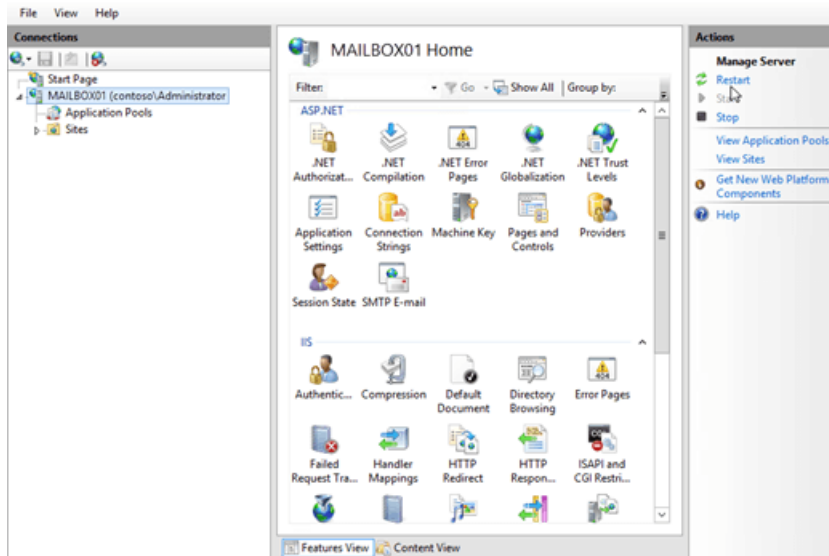 File View Help
Connections
Start Page
MAILBOX01 (contoso\Administrator
Application Pools
Sites
MAILBOX01 Home
Filter: Go Show All Group by:
ASP.NET
.NET Authorizat...
.NET Compilation
.NET Error Pages
.NET Globalization
.NET Trust Levels
Application Settings
Connection Strings
Machine Key
Pages and Controls
Providers
Session State
SMTP E-mail
IIS
Authentic...
Compression
Default Document
Directory Browsing
Error Pages
Failed Request Tra...
Handler Mappings
HTTP Redirect
HTTP Respon...
ISAPI and CGI Restri...
Features View
Content View
Actions
Manage Server
Restart
Stop
View Application Pools
View Sites
Get New Web Platform
Components
Help